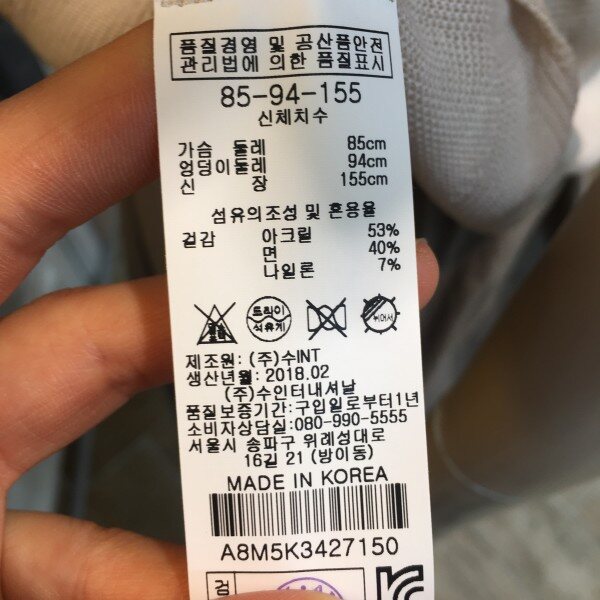 품질경영 및 공산품안전
관리법에 의한 품질표시
85-94-155
신체치수
가슴 둘레 85cm
엉덩이둘레 94cm
신 장 155cm
섬유의조성 및 혼용율
겉감 아크릴 53%
면 40%
나일론 7%
드라이
석유계
뉘어서
제조원: (주)수INT
생산년월: 2018.02
(주)수인터내셔날
품질보증기간:구입일로부터1년
소비자상담실:080-990-5555
서울시 송파구 위례성대로
16길 21 (방이동)
MADE IN KOREA
A8M5K3427150
검